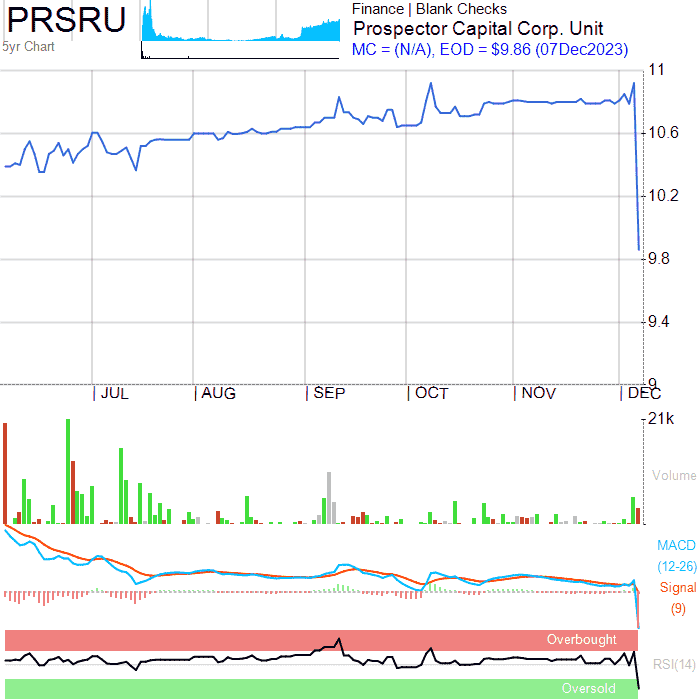 PRSRU
5yr Chart
Finance | Blank Checks
Prospector Capital Corp. Unit
MC = (N/A), EOD = $9.86 (07Dec2023)
11
10.6
10.2
9.8
9.4
9
JUL AUG SEP OCT NOV DEC
21k
Volume
MACD
(12-26)
Signal
(9)
Overbought
RSI(14)
Oversold